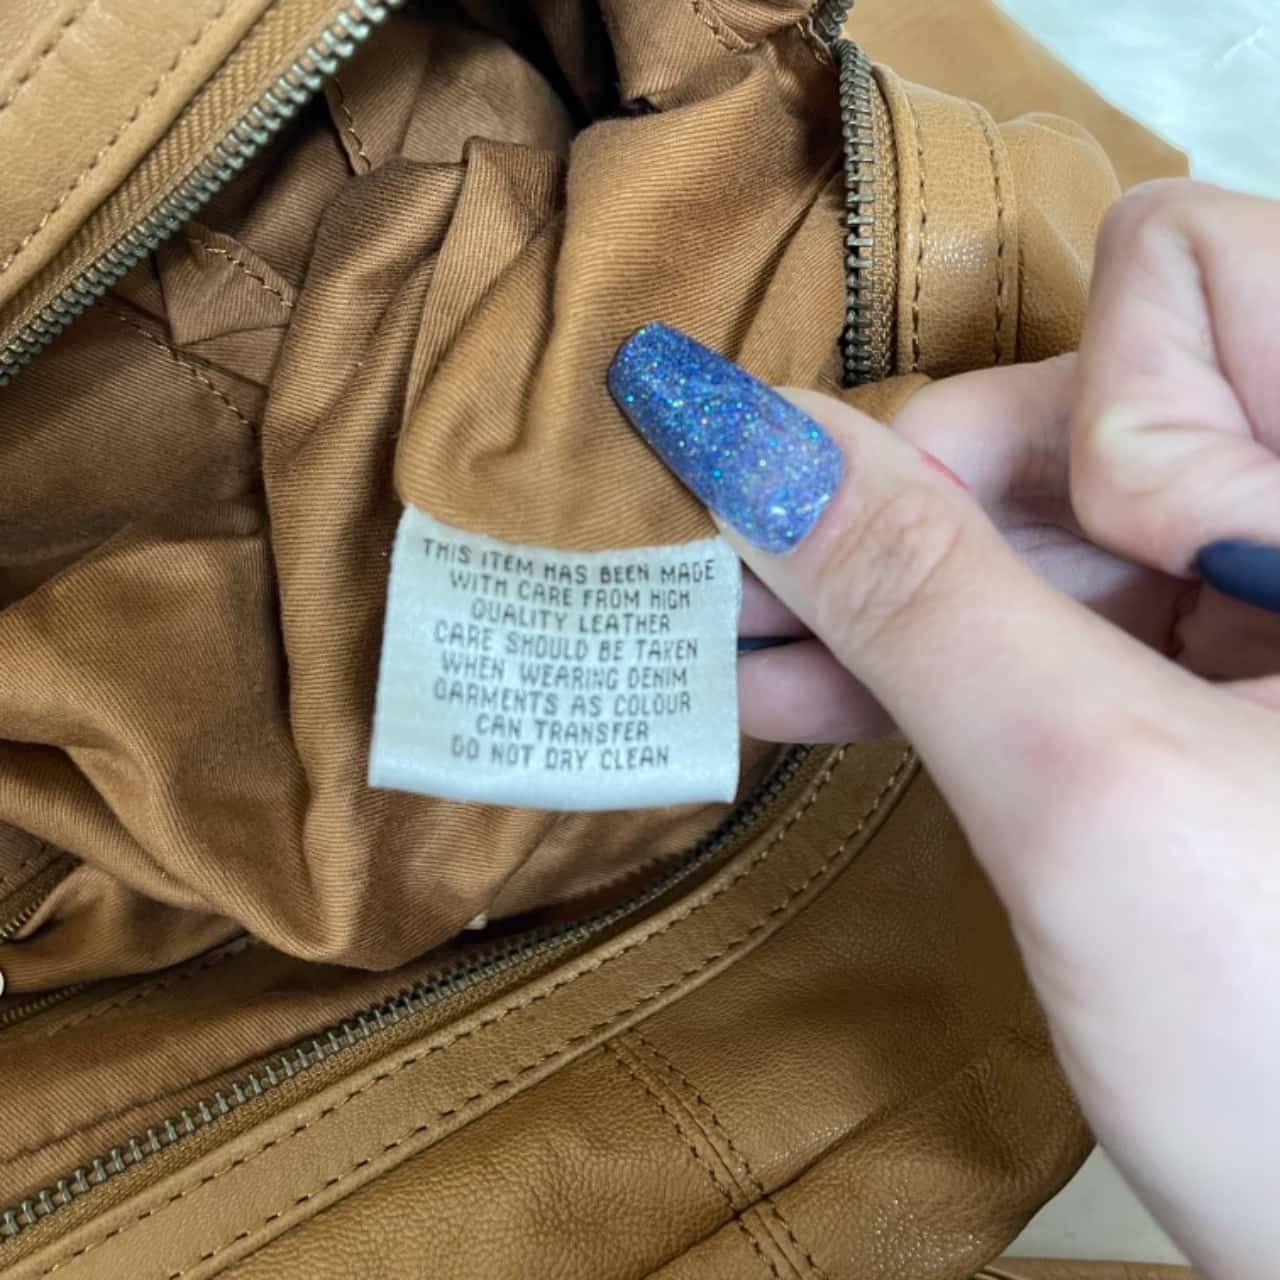 THIS ITEM HAS BEEN MADE
WITH CARE FROM HIGH
QUALITY LEATHER
CARE SHOULD BE TAKEN
WHEN WEARING DENIM
GARMENTS AS COLOUR
CAN TRANSFER
DO NOT DRY CLEAN